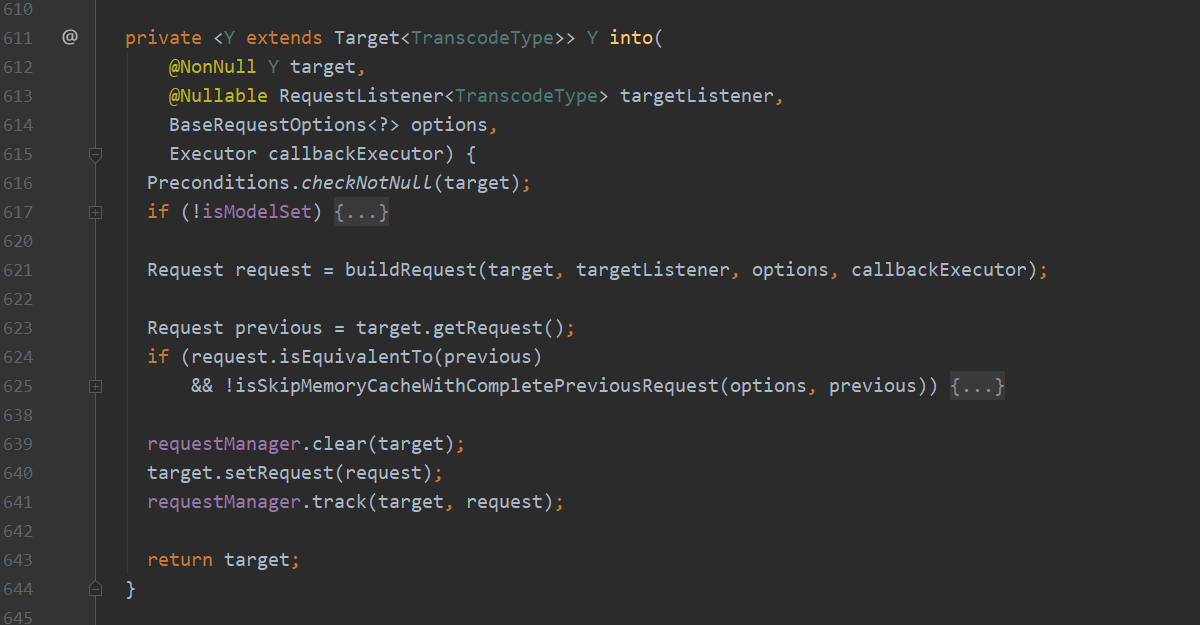 610
611 @ private <Y extends Target<TranscodeType>> Y into(
612 @NonNull Y target,
613 @Nullable RequestListener<TranscodeType> targetListener,
614 BaseRequestOptions<?> options,
615 Executor callbackExecutor) {
616 Preconditions.checkNotNull(target);
617 if (!isModelSet) {...}
620
621 Request request = buildRequest(target, targetListener, options, callbackExecutor);
622
623 Request previous = target.getRequest();
624 if (request.isEquivalentTo(previous)
625 && !isSkipMemoryCacheWithCompletePreviousRequest(options, previous)) {...}
638
639 requestManager.clear(target);
640 target.setRequest(request);
641 requestManager.track(target, request);
642
643 return target;
644 }
645